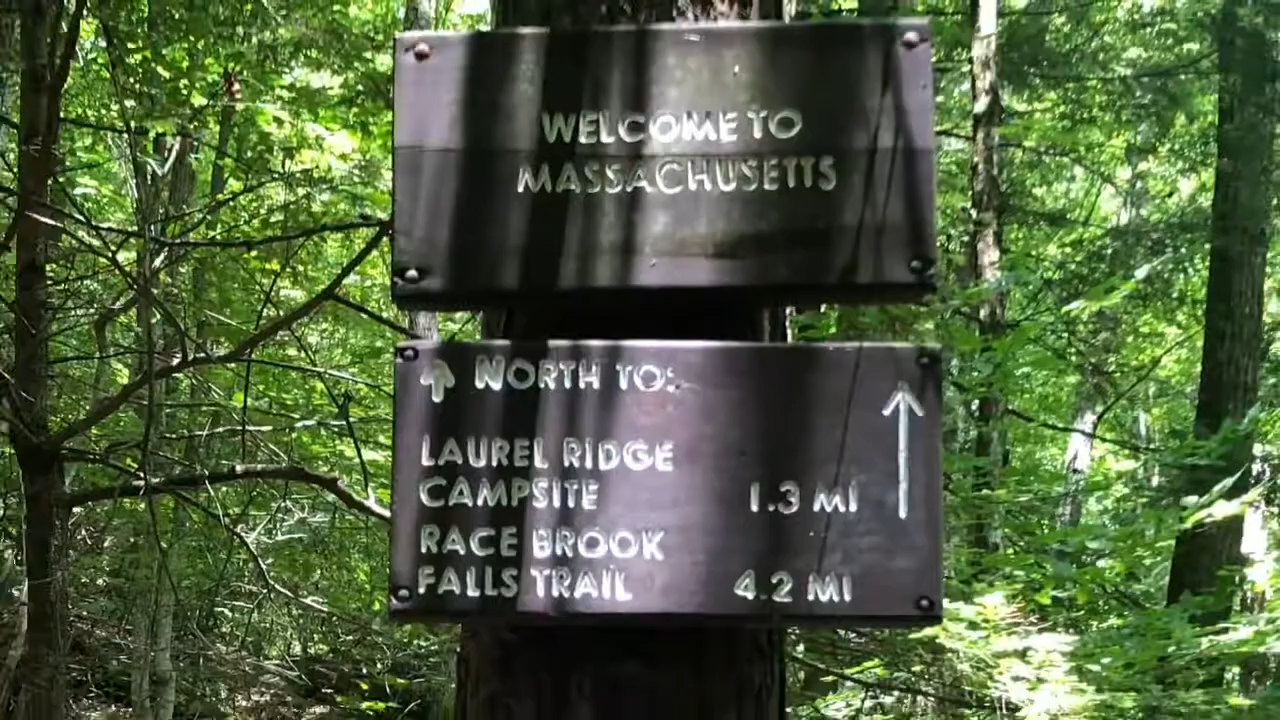 WELCOME TO
MASSACHUSETTS
↑ NORTH TO:
LAUREL RIDGE
CAMPSITE 1.3 MI
RACE BROOK
FALLS TRAIL 4.2 MI